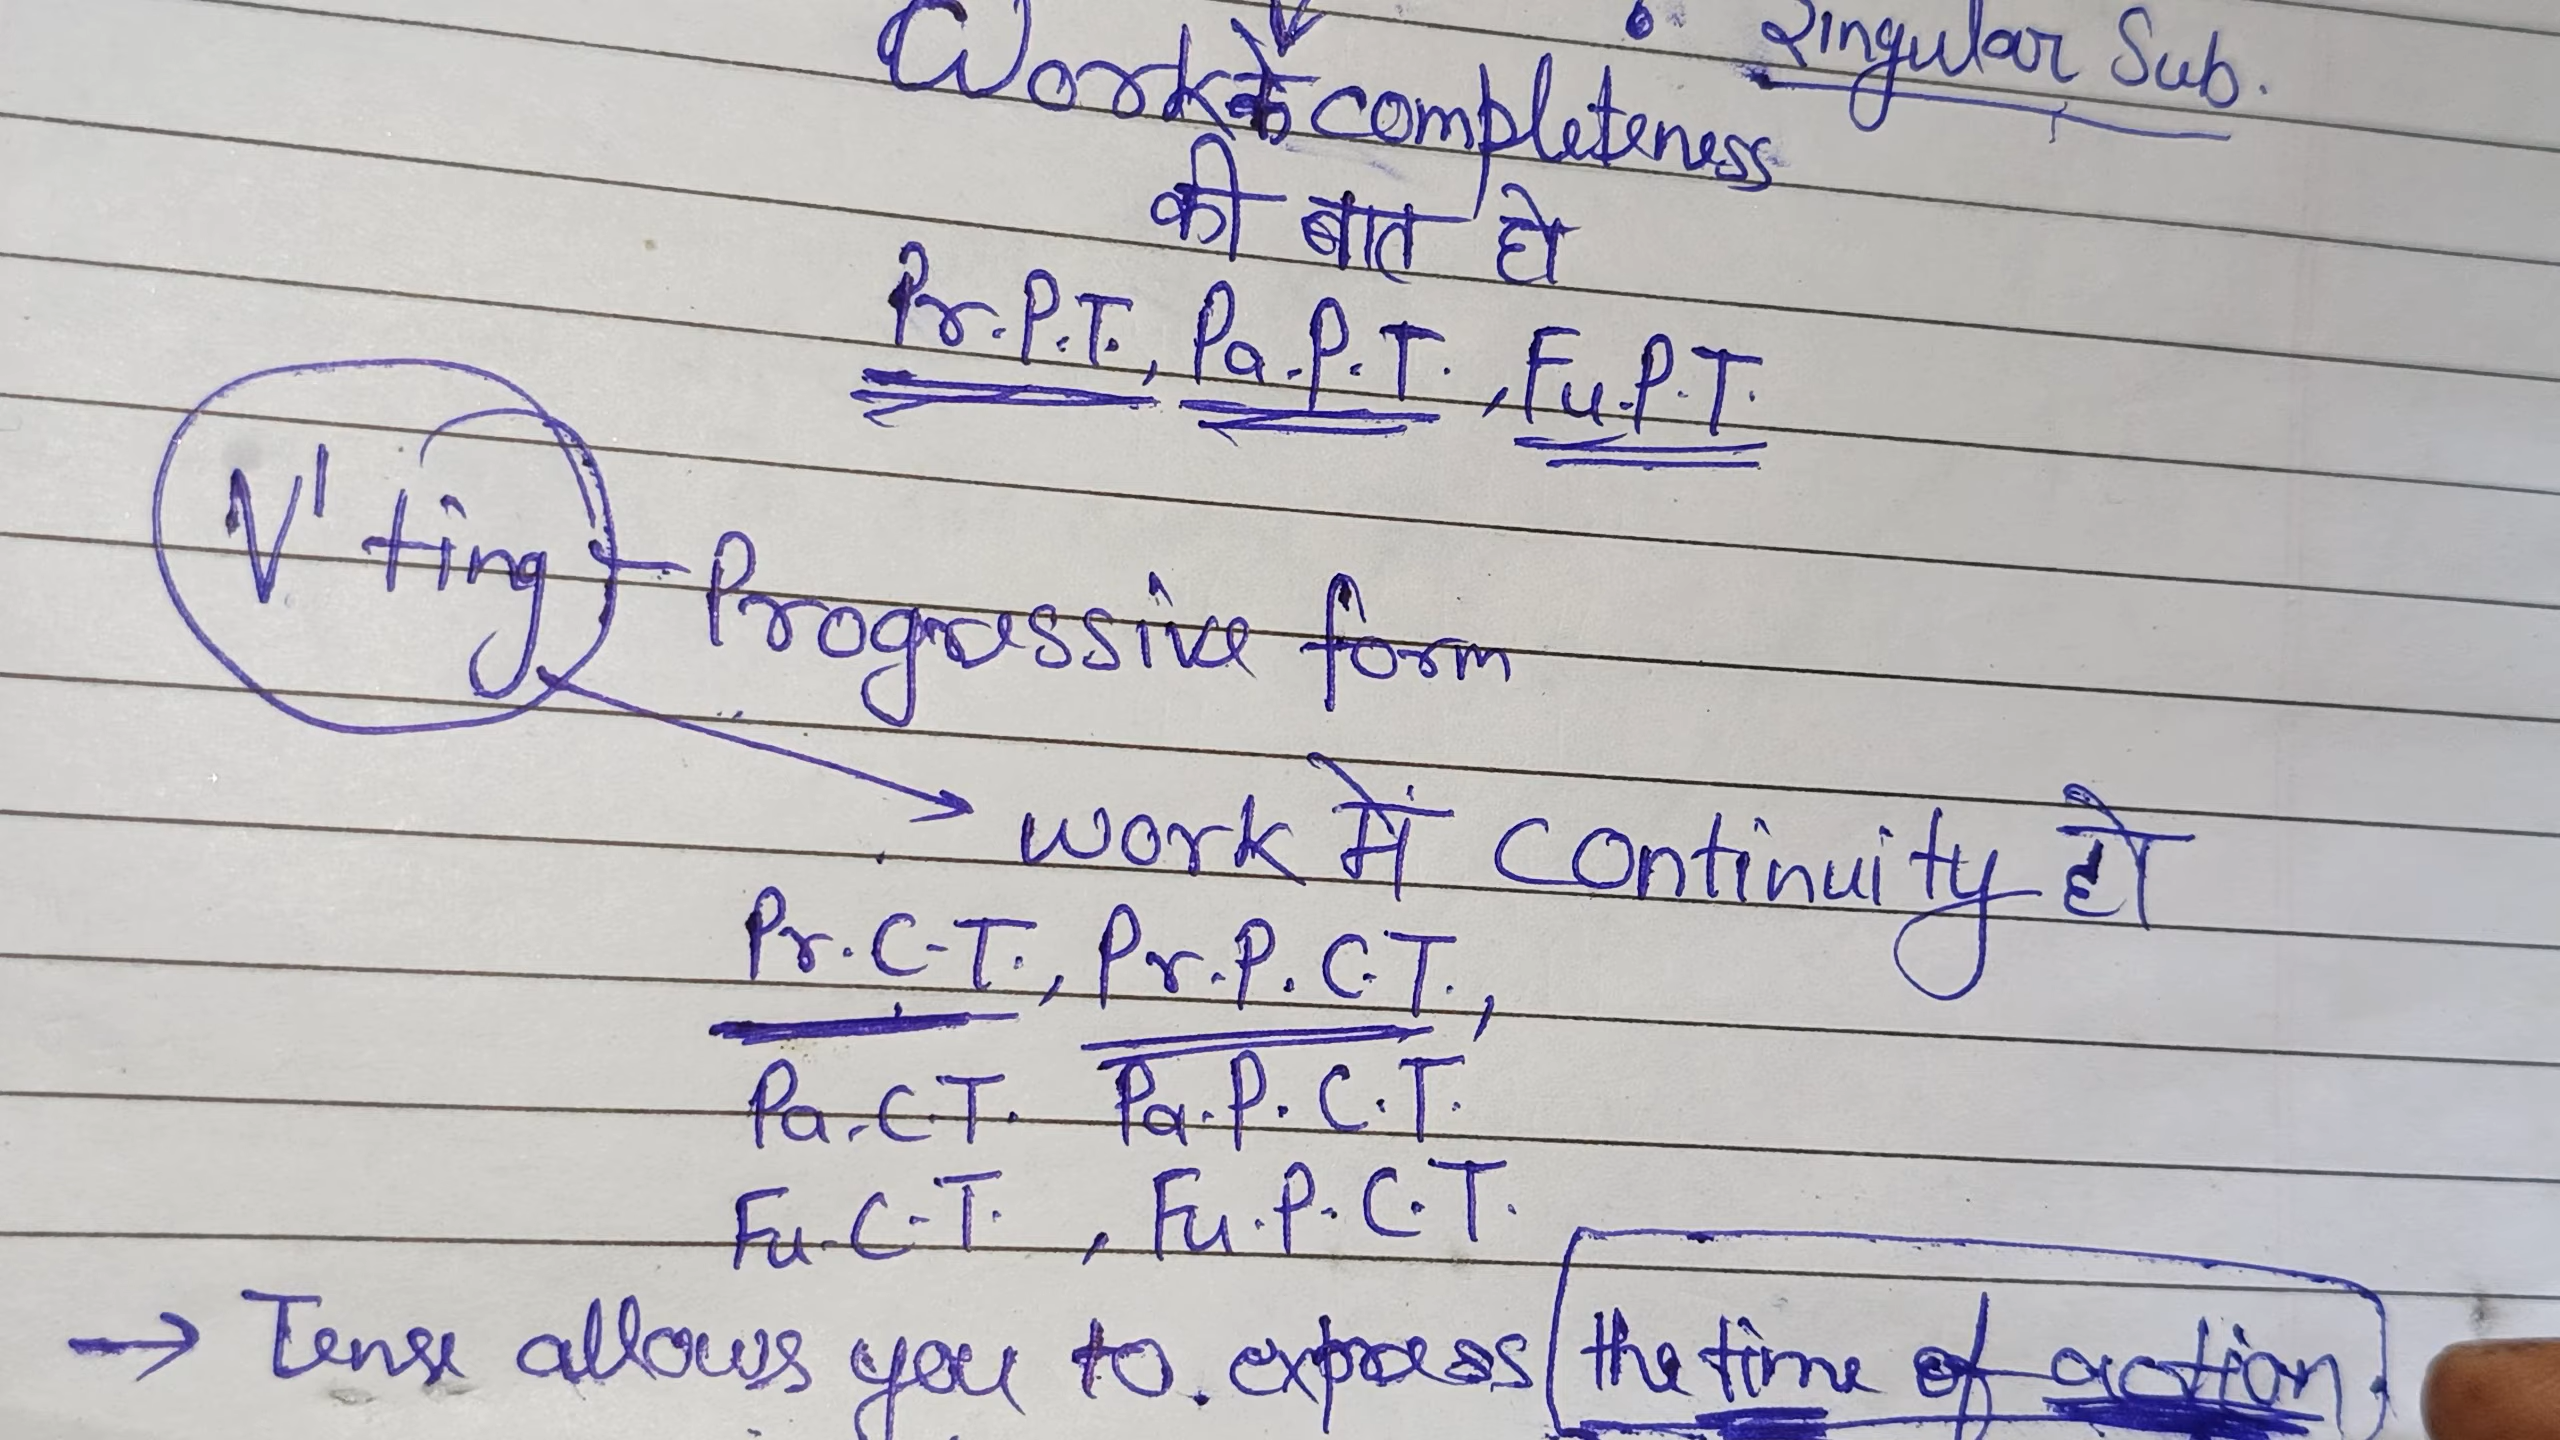 Singular Sub.
Work के completeness
की बात हो
Pr.P.T., Pa.P.T., Fu.P.T.
V¹ +ing - Progressive form
work में continuity हो
Pr.C.T., Pr.P.C.T.,
Pa.C.T. Pa.P.C.T.
Fu.C.T., Fu.P.C.T.
→ Tense allows you to express the time of action.